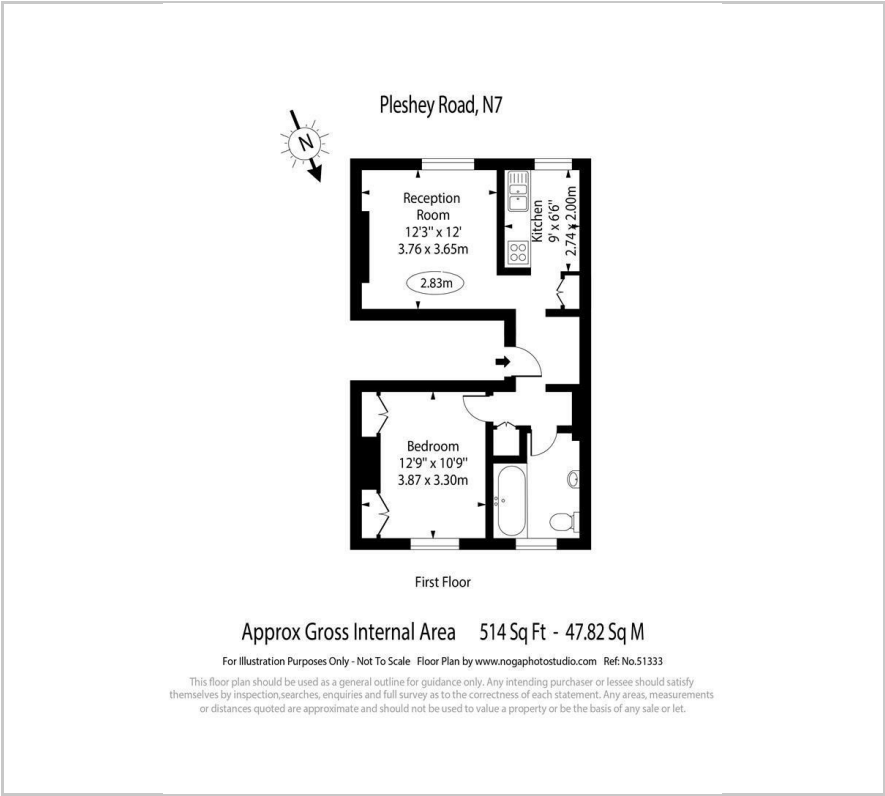 Pleshey Road, N7
N
Reception
Room
12'3" x 12'
3.76 x 3.65m
2.83m
Kitchen
9' x 6'6"
2.74 x 2.00m
Bedroom
12'9" x 10'9"
3.87 x 3.30m
First Floor
Approx Gross Internal Area 514 Sq Ft - 47.82 Sq M
For Illustration Purposes Only - Not To Scale Floor Plan by www.nogaphotostudio.com Ref: No.51333
This floor plan should be used as a general outline for guidance only. Any intending purchaser or lessee should satisfy
themselves by inspection,searches, enquiries and full survey as to the correctness of each statement. Any areas, measurements
or distances quoted are approximate and should not be used to value a property or be the basis of any sale or let.